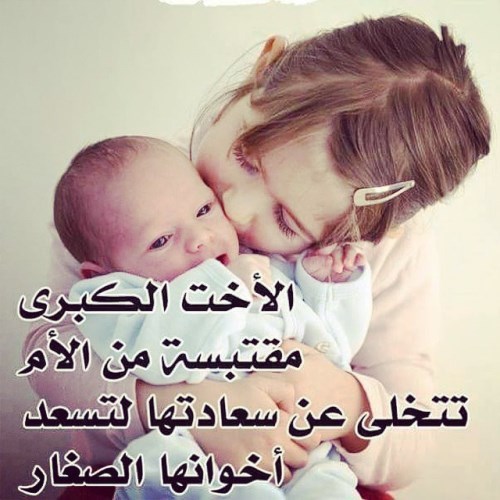 الأخت الكبرى
مقتبسة من الأم
تتخلى عن سعادتها لتسعد
أخوانها الصغار